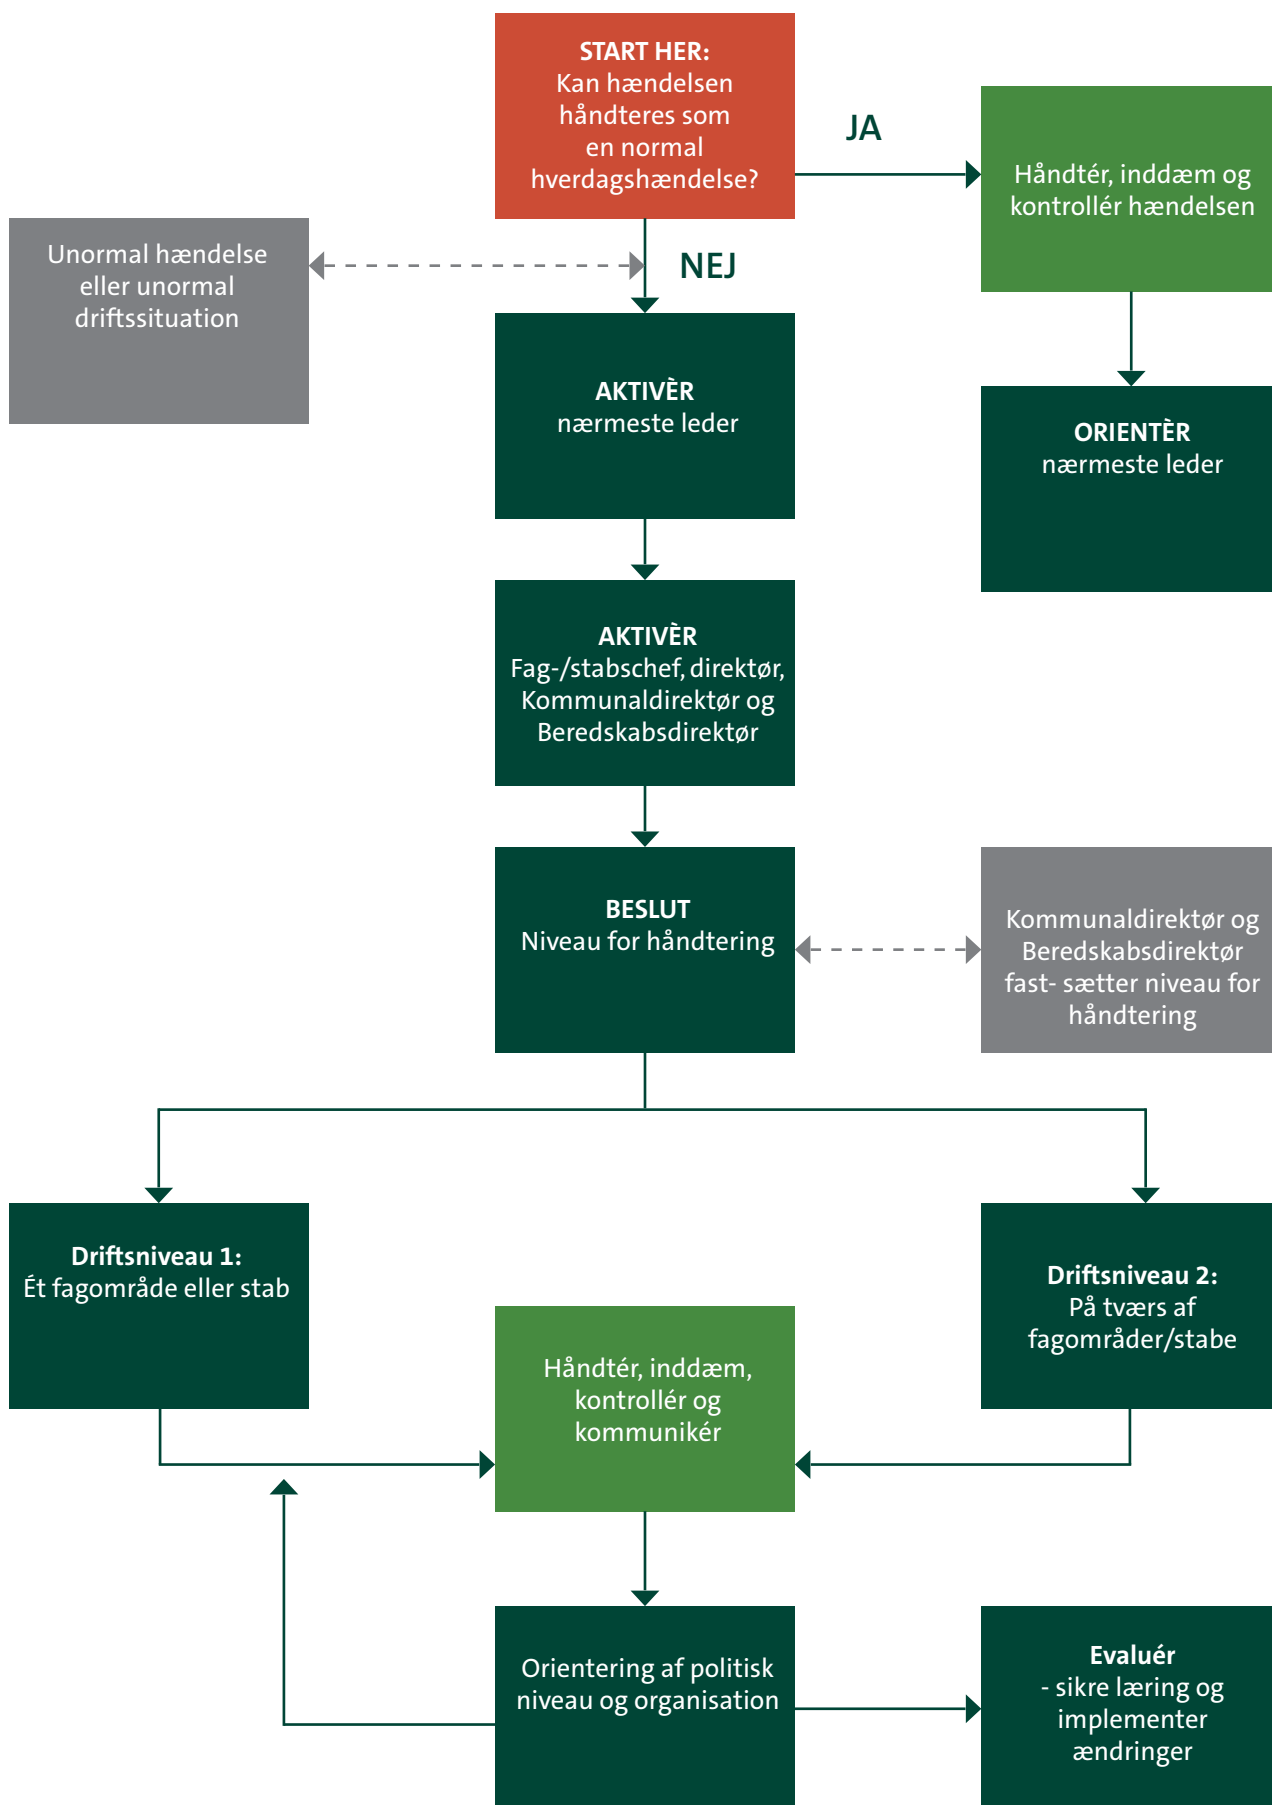 START HER:
Kan hændelsen
håndteres som
en normal
hverdagshændelse?
JA
Håndtér, inddæm og
kontrollér hændelsen
Unormal hændelse
eller unormal
driftssituation
NEJ
AKTIVÈR
nærmeste leder
ORIENTÈR
nærmeste leder
AKTIVÈR
Fag-/stabschef, direktør,
Kommunaldirektør og
Beredskabsdirektør
BESLUT
Niveau for håndtering
Kommunaldirektør og
Beredskabsdirektør
fast- sætter niveau for
håndtering
Driftsniveau 1:
Ét fagområde eller stab
Driftsniveau 2:
På tværs af
fagområder/stabe
Håndtér, inddæm,
kontrollér og
kommunikér
Orientering af politisk
niveau og organisation
Evaluér
- sikre læring og
implementer
ændringer